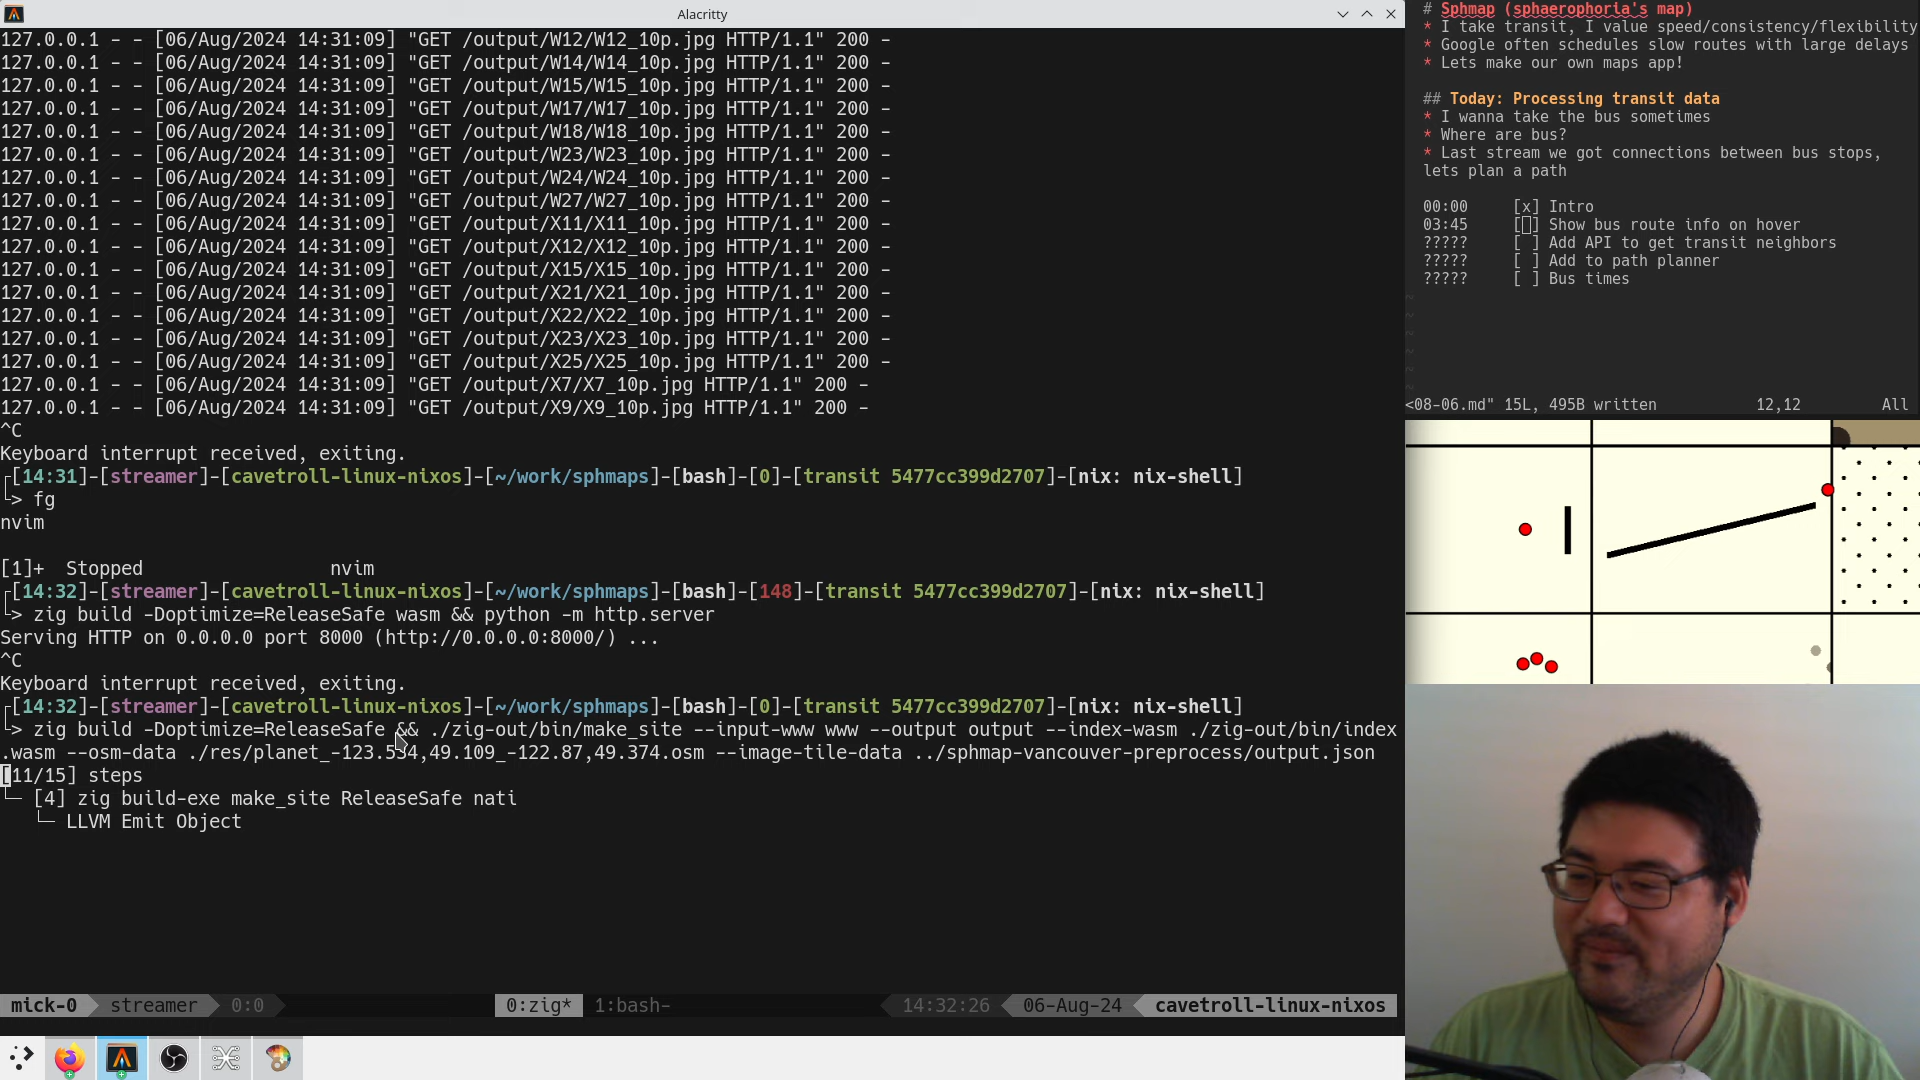 Alacritty
127.0.0.1 - - [06/Aug/2024 14:31:09] "GET /output/W12/W12_10p.jpg HTTP/1.1" 200 -
127.0.0.1 - - [06/Aug/2024 14:31:09] "GET /output/W14/W14_10p.jpg HTTP/1.1" 200 -
127.0.0.1 - - [06/Aug/2024 14:31:09] "GET /output/W15/W15_10p.jpg HTTP/1.1" 200 -
127.0.0.1 - - [06/Aug/2024 14:31:09] "GET /output/W17/W17_10p.jpg HTTP/1.1" 200 -
127.0.0.1 - - [06/Aug/2024 14:31:09] "GET /output/W18/W18_10p.jpg HTTP/1.1" 200 -
127.0.0.1 - - [06/Aug/2024 14:31:09] "GET /output/W23/W23_10p.jpg HTTP/1.1" 200 -
127.0.0.1 - - [06/Aug/2024 14:31:09] "GET /output/W24/W24_10p.jpg HTTP/1.1" 200 -
127.0.0.1 - - [06/Aug/2024 14:31:09] "GET /output/W27/W27_10p.jpg HTTP/1.1" 200 -
127.0.0.1 - - [06/Aug/2024 14:31:09] "GET /output/X11/X11_10p.jpg HTTP/1.1" 200 -
127.0.0.1 - - [06/Aug/2024 14:31:09] "GET /output/X12/X12_10p.jpg HTTP/1.1" 200 -
127.0.0.1 - - [06/Aug/2024 14:31:09] "GET /output/X15/X15_10p.jpg HTTP/1.1" 200 -
127.0.0.1 - - [06/Aug/2024 14:31:09] "GET /output/X21/X21_10p.jpg HTTP/1.1" 200 -
127.0.0.1 - - [06/Aug/2024 14:31:09] "GET /output/X22/X22_10p.jpg HTTP/1.1" 200 -
127.0.0.1 - - [06/Aug/2024 14:31:09] "GET /output/X23/X23_10p.jpg HTTP/1.1" 200 -
127.0.0.1 - - [06/Aug/2024 14:31:09] "GET /output/X25/X25_10p.jpg HTTP/1.1" 200 -
127.0.0.1 - - [06/Aug/2024 14:31:09] "GET /output/X7/X7_10p.jpg HTTP/1.1" 200 -
127.0.0.1 - - [06/Aug/2024 14:31:09] "GET /output/X9/X9_10p.jpg HTTP/1.1" 200 -
^C
Keyboard interrupt received, exiting.
┌[14:31]-[streamer]-[cavetroll-linux-nixos]-[~/work/sphmaps]-[bash]-[0]-[transit 5477cc399d2707]-[nix: nix-shell]
└> fg
nvim
[1]+  Stopped                 nvim
┌[14:32]-[streamer]-[cavetroll-linux-nixos]-[~/work/sphmaps]-[bash]-[148]-[transit 5477cc399d2707]-[nix: nix-shell]
└> zig build -Doptimize=ReleaseSafe wasm && python -m http.server
Serving HTTP on 0.0.0.0 port 8000 (http://0.0.0.0:8000/) ...
^C
Keyboard interrupt received, exiting.
┌[14:32]-[streamer]-[cavetroll-linux-nixos]-[~/work/sphmaps]-[bash]-[0]-[transit 5477cc399d2707]-[nix: nix-shell]
└> zig build -Doptimize=ReleaseSafe && ./zig-out/bin/make_site --input-www www --output output --index-wasm ./zig-out/bin/index
.wasm --osm-data ./res/planet_-123.534,49.109_-122.87,49.374.osm --image-tile-data ../sphmap-vancouver-preprocess/output.json
[11/15] steps
└─ [4] zig build-exe make_site ReleaseSafe nati
   └─ LLVM Emit Object
mick-0 streamer 0:0 0:zig* 1:bash- 14:32:26 06-Aug-24 cavetroll-linux-nixos
# Sphmap (sphaerophoria's map)
* I take transit, I value speed/consistency/flexibility
* Google often schedules slow routes with large delays
* Lets make our own maps app!
## Today: Processing transit data
* I wanna take the bus sometimes
* Where are bus?
* Last stream we got connections between bus stops,
lets plan a path
00:00     [x] Intro
03:45     [ ] Show bus route info on hover
?????     [ ] Add API to get transit neighbors
?????     [ ] Add to path planner
?????     [ ] Bus times
~
~
~
~
~
~
<08-06.md" 15L, 495B written 12,12 All